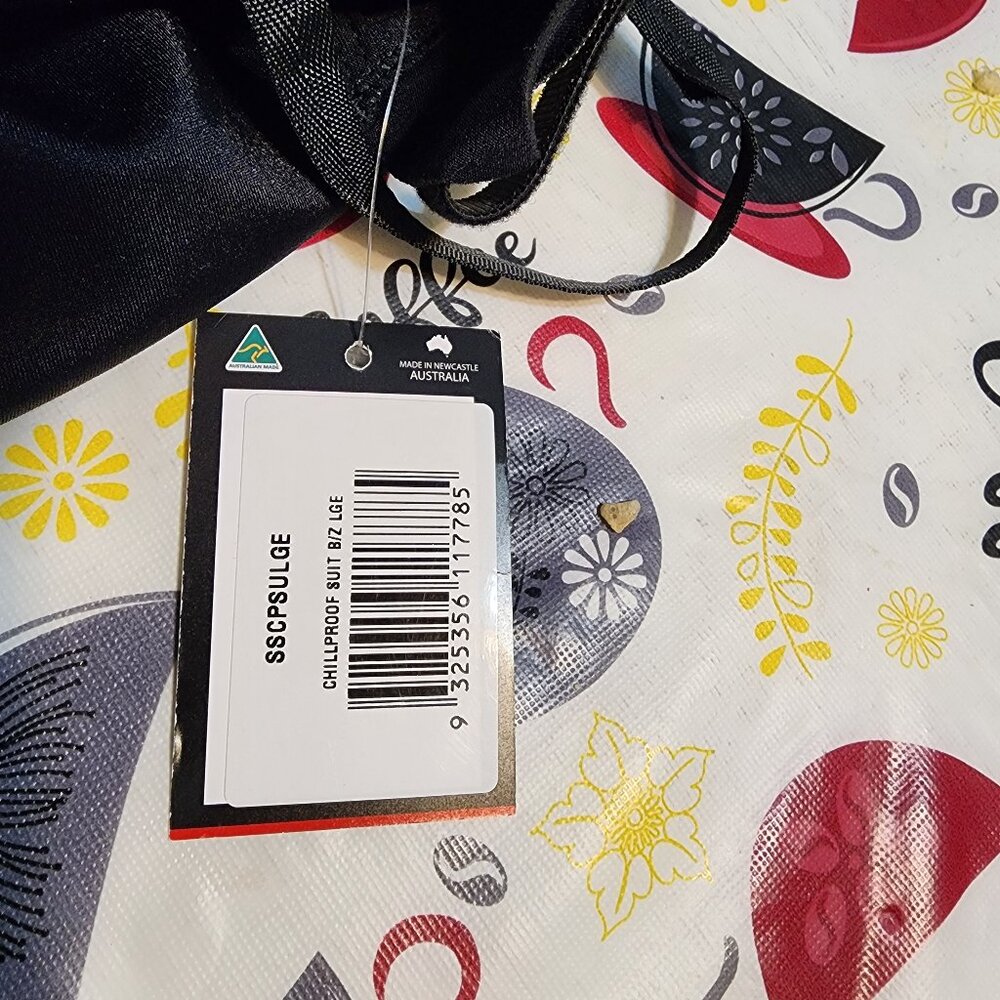 AUSTRALIAN MADE
MADE IN NEWCASTLE
AUSTRALIA
SSCPSULGE
CHILLPROOF SUIT B/Z LGE
9 325356 117785